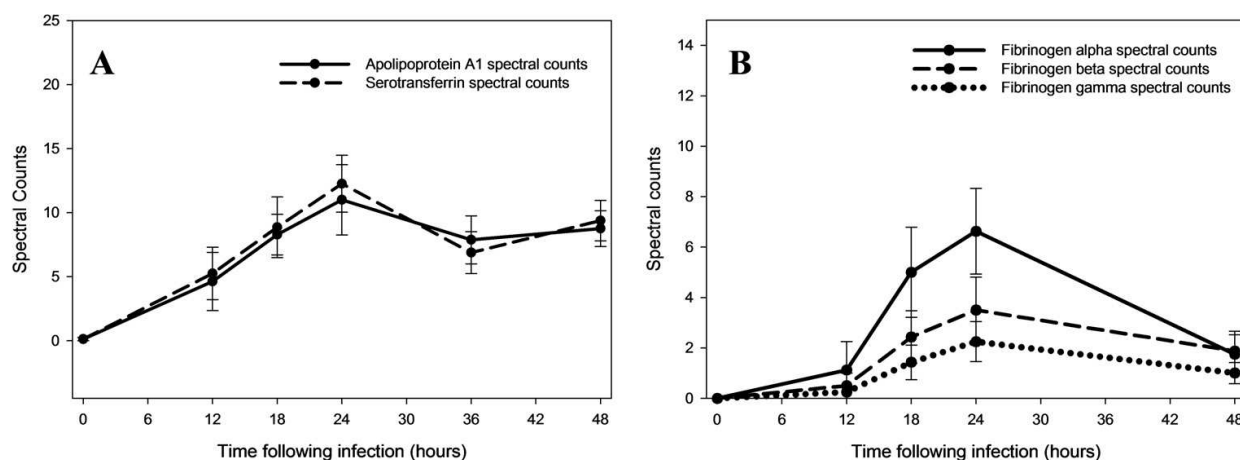 A
Apolipoprotein A1 spectral counts
Serotransferrin spectral counts
Spectral Counts
25
20
15
10
5
0
0 6 12 18 24 30 36 42 48
Time following infection (hours)
B
Fibrinogen alpha spectral counts
Fibrinogen beta spectral counts
Fibrinogen gamma spectral counts
Spectral counts
14
12
10
8
6
4
2
0
0 6 12 18 24 30 36 42 48
Time following infection (hours)